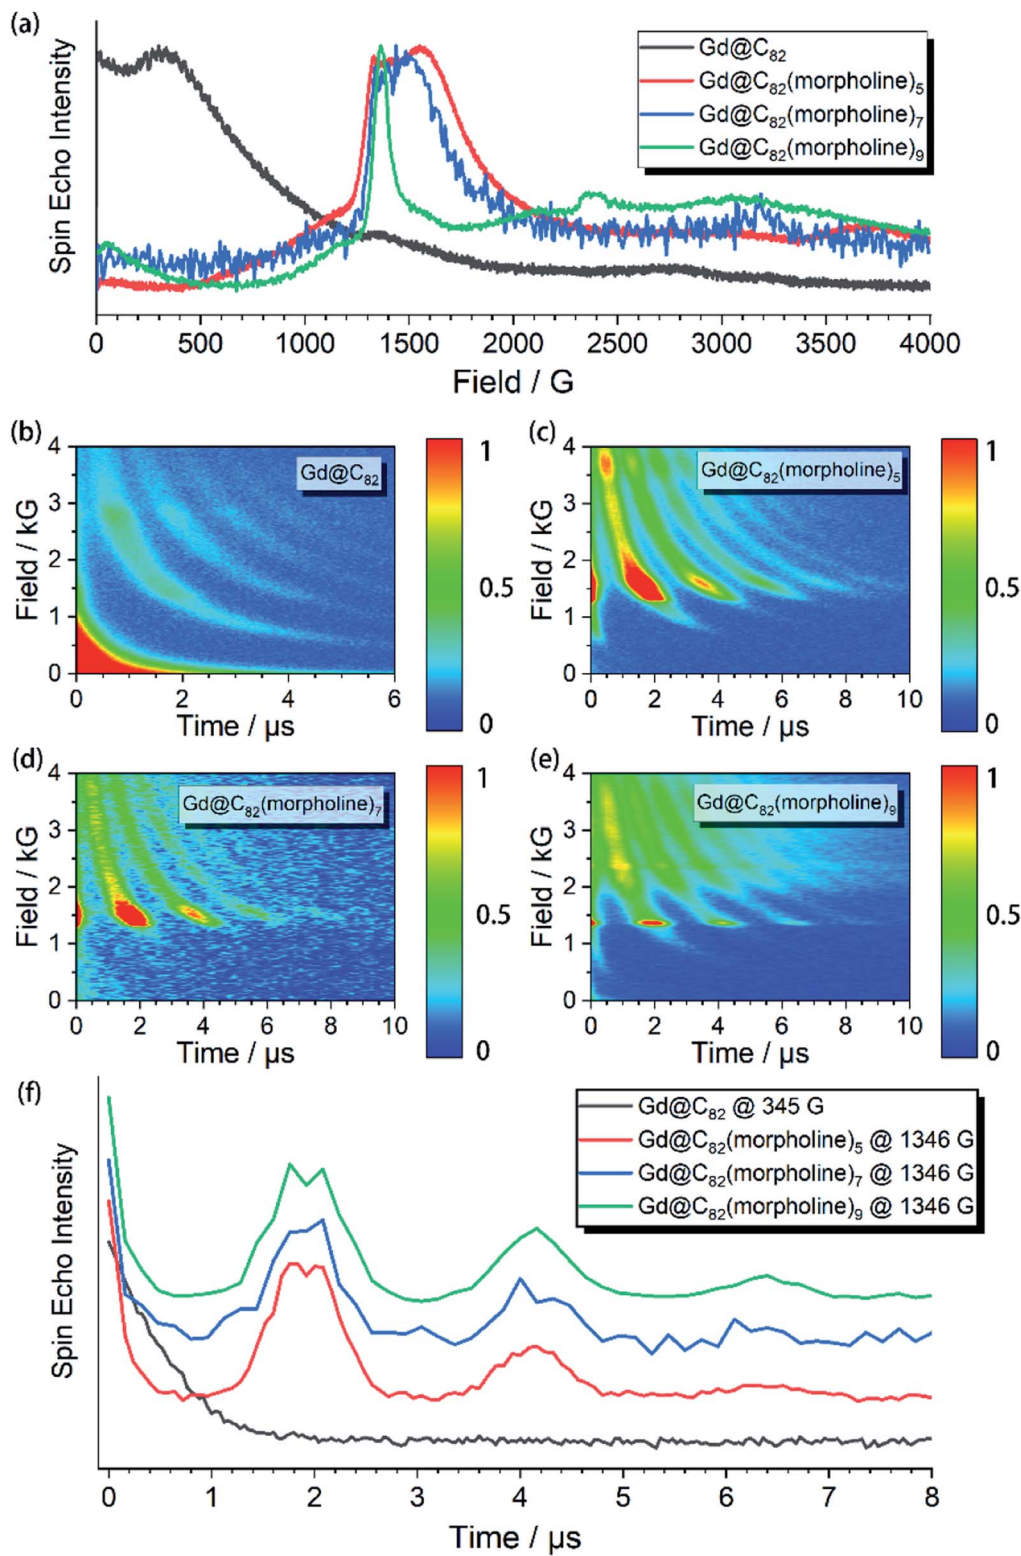 (a)
Spin Echo Intensity
Gd@C₈₂
Gd@C₈₂(morpholine)₅
Gd@C₈₂(morpholine)₇
Gd@C₈₂(morpholine)₉
0 500 1000 1500 2000 2500 3000 3500 4000
Field / G
(b)
Gd@C₈₂
4
3
2
1
0
Field / kG
0 2 4 6
Time / μs
1
0.5
0
(c)
Gd@C₈₂(morpholine)₅
4
3
2
1
0
Field / kG
0 2 4 6 8 10
Time / μs
1
0.5
0
(d)
Gd@C₈₂(morpholine)₇
4
3
2
1
0
Field / kG
0 2 4 6 8 10
Time / μs
1
0.5
0
(e)
Gd@C₈₂(morpholine)₉
4
3
2
1
0
Field / kG
0 2 4 6 8 10
Time / μs
1
0.5
0
(f)
Spin Echo Intensity
Gd@C₈₂ @ 345 G
Gd@C₈₂(morpholine)₅ @ 1346 G
Gd@C₈₂(morpholine)₇ @ 1346 G
Gd@C₈₂(morpholine)₉ @ 1346 G
0 1 2 3 4 5 6 7 8
Time / μs